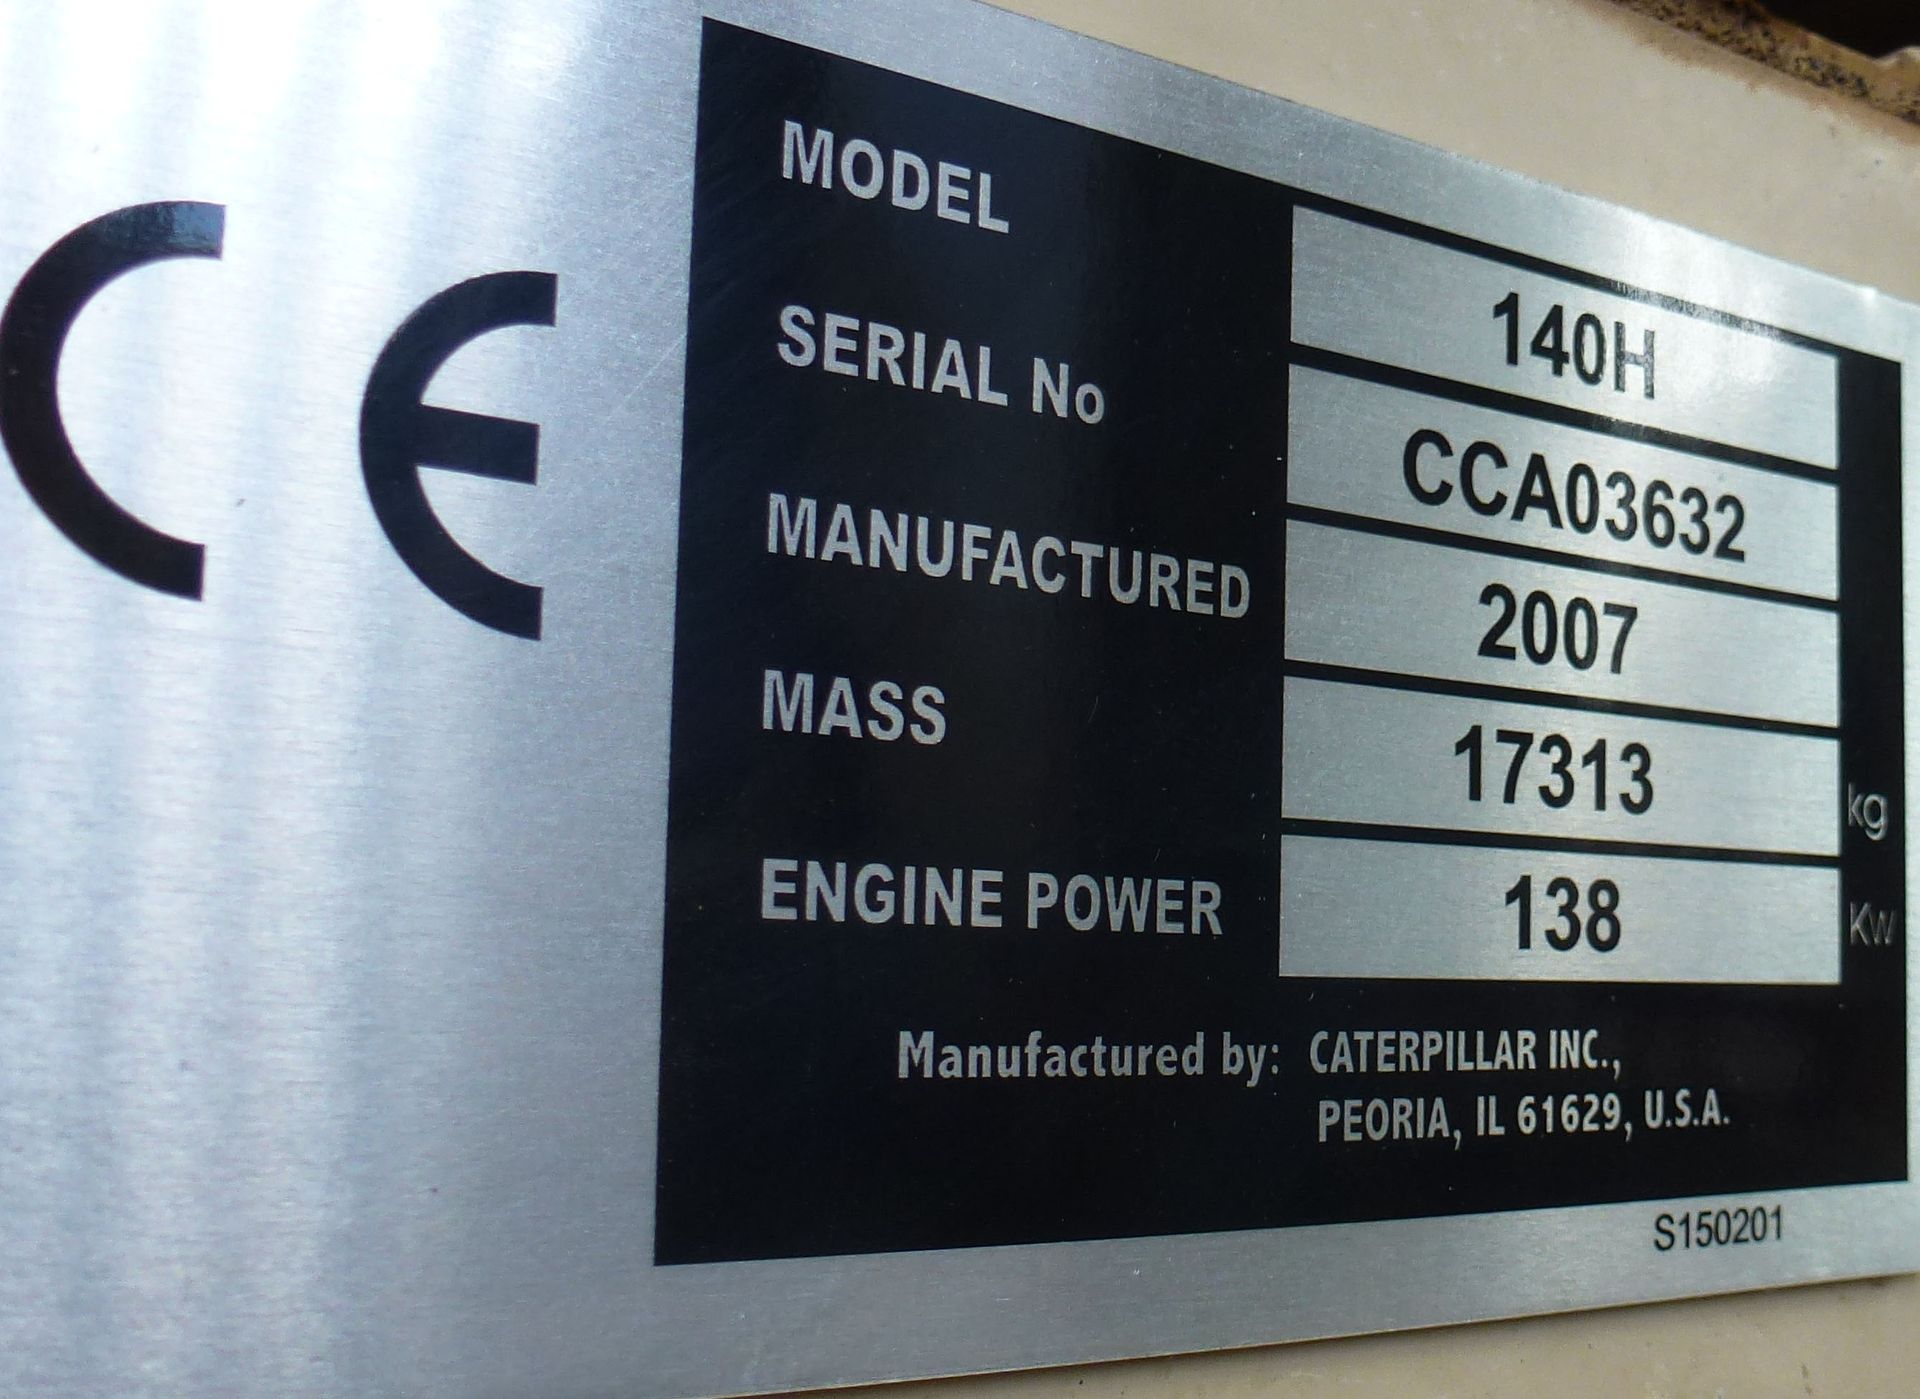 CE
MODEL 140H
SERIAL No CCA03632
MANUFACTURED 2007
MASS 17313 kg
ENGINE POWER 138 Kw
Manufactured by: CATERPILLAR INC.,
PEORIA, IL 61629, U.S.A.
S150201